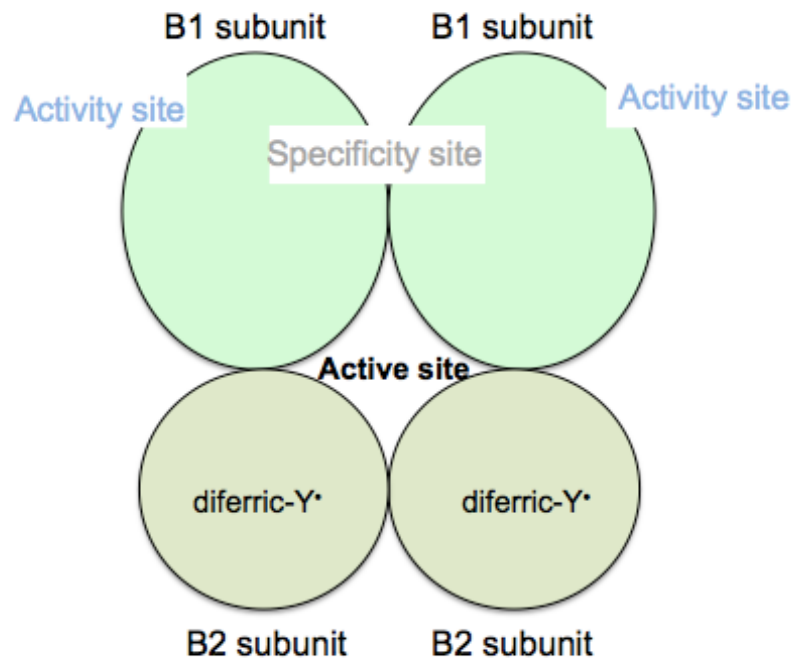 B1 subunit
B1 subunit
Activity site
Activity site
Specificity site
Active site
diferric-Y•
diferric-Y•
B2 subunit
B2 subunit